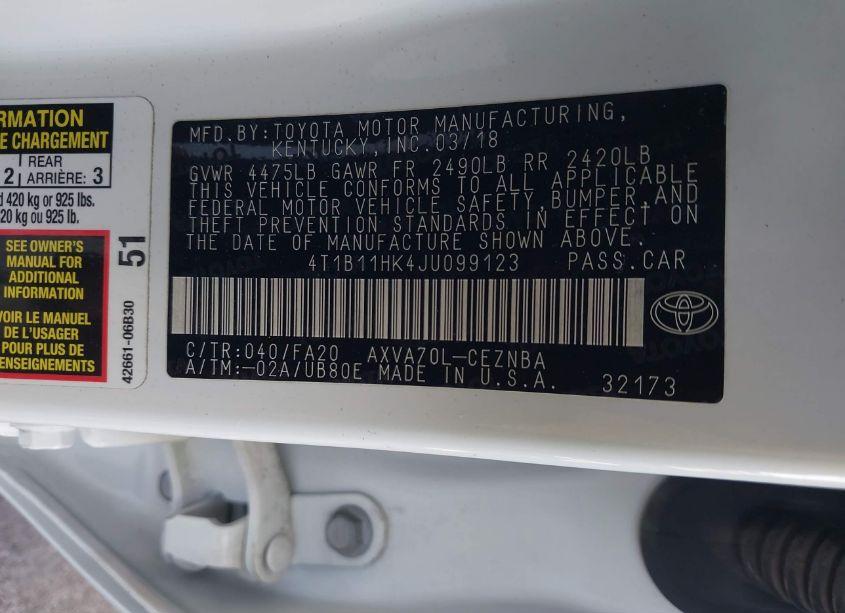 ORMATION
E CHARGEMENT
2
REAR
ARRIÈRE: 3
d 420 kg or 925 lbs.
20 kg ou 925 lb.
SEE OWNER'S
MANUAL FOR
ADDITIONAL
INFORMATION
VOIR LE MANUEL
DE L'USAGER
POUR PLUS DE
RENSEIGNEMENTS
51
42661-06B30
MFD.BY:TOYOTA MOTOR MANUFACTURING,
KENTUCKY,INC.03/18
GVWR 4475LB GAWR FR 2490LB RR 2420LB
THIS VEHICLE CONFORMS TO ALL APPLICABLE
FEDERAL MOTOR VEHICLE SAFETY,BUMPER,AND
THEFT PREVENTION STANDARDS IN EFFECT ON
THE DATE OF MANUFACTURE SHOWN ABOVE.
4T1B11HK4JU099123 PASS.CAR
C/TR:040/FA20 AXVA70L-CEZNBA
A/TM:-02A/UB80E MADE IN U.S.A. 32173